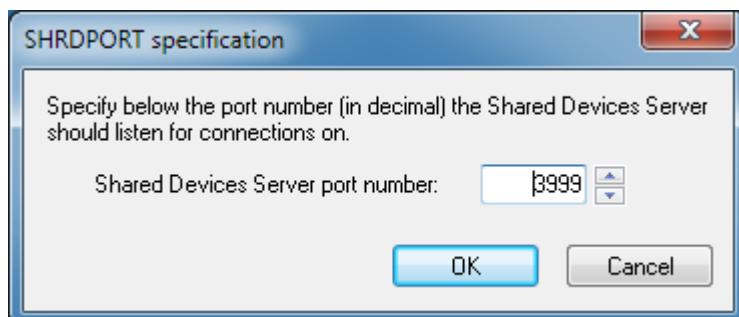 SHRDPORT specification
Specify below the port number (in decimal) the Shared Devices Server
should listen for connections on.
Shared Devices Server port number: 3999
OK Cancel